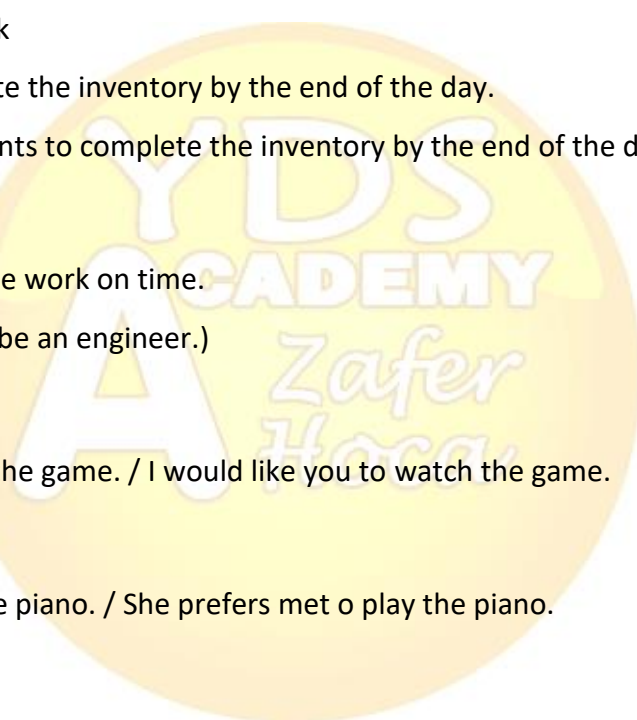 k
te the inventory by the end of the day.
nts to complete the inventory by the end of the d
YDS
ACADEMY
e work on time.
be an engineer.)
Zafer
Hoca
he game. / I would like you to watch the game.
e piano. / She prefers met o play the piano.